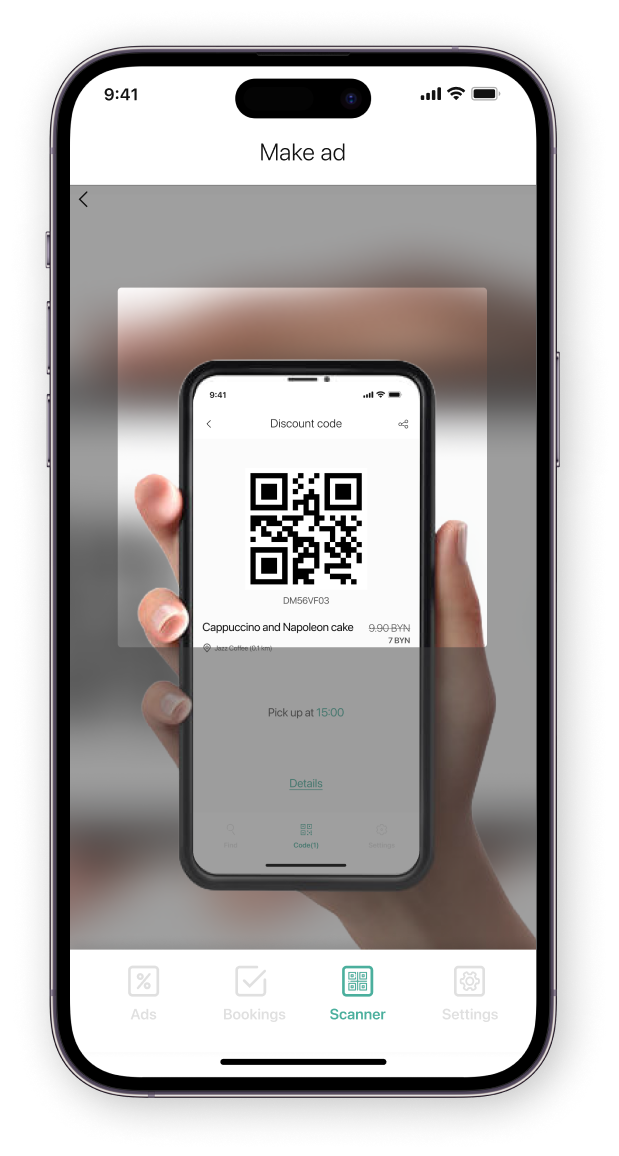 9:41
Make ad
9:41
Discount code
DM56VF03
Cappuccino and Napoleon cake 9.90 BYN
7 BYN
Jazz Coffee (0.1 km)
Pick up at 15:00
Details
Find Code(1) Settings
Ads Bookings Scanner Settings